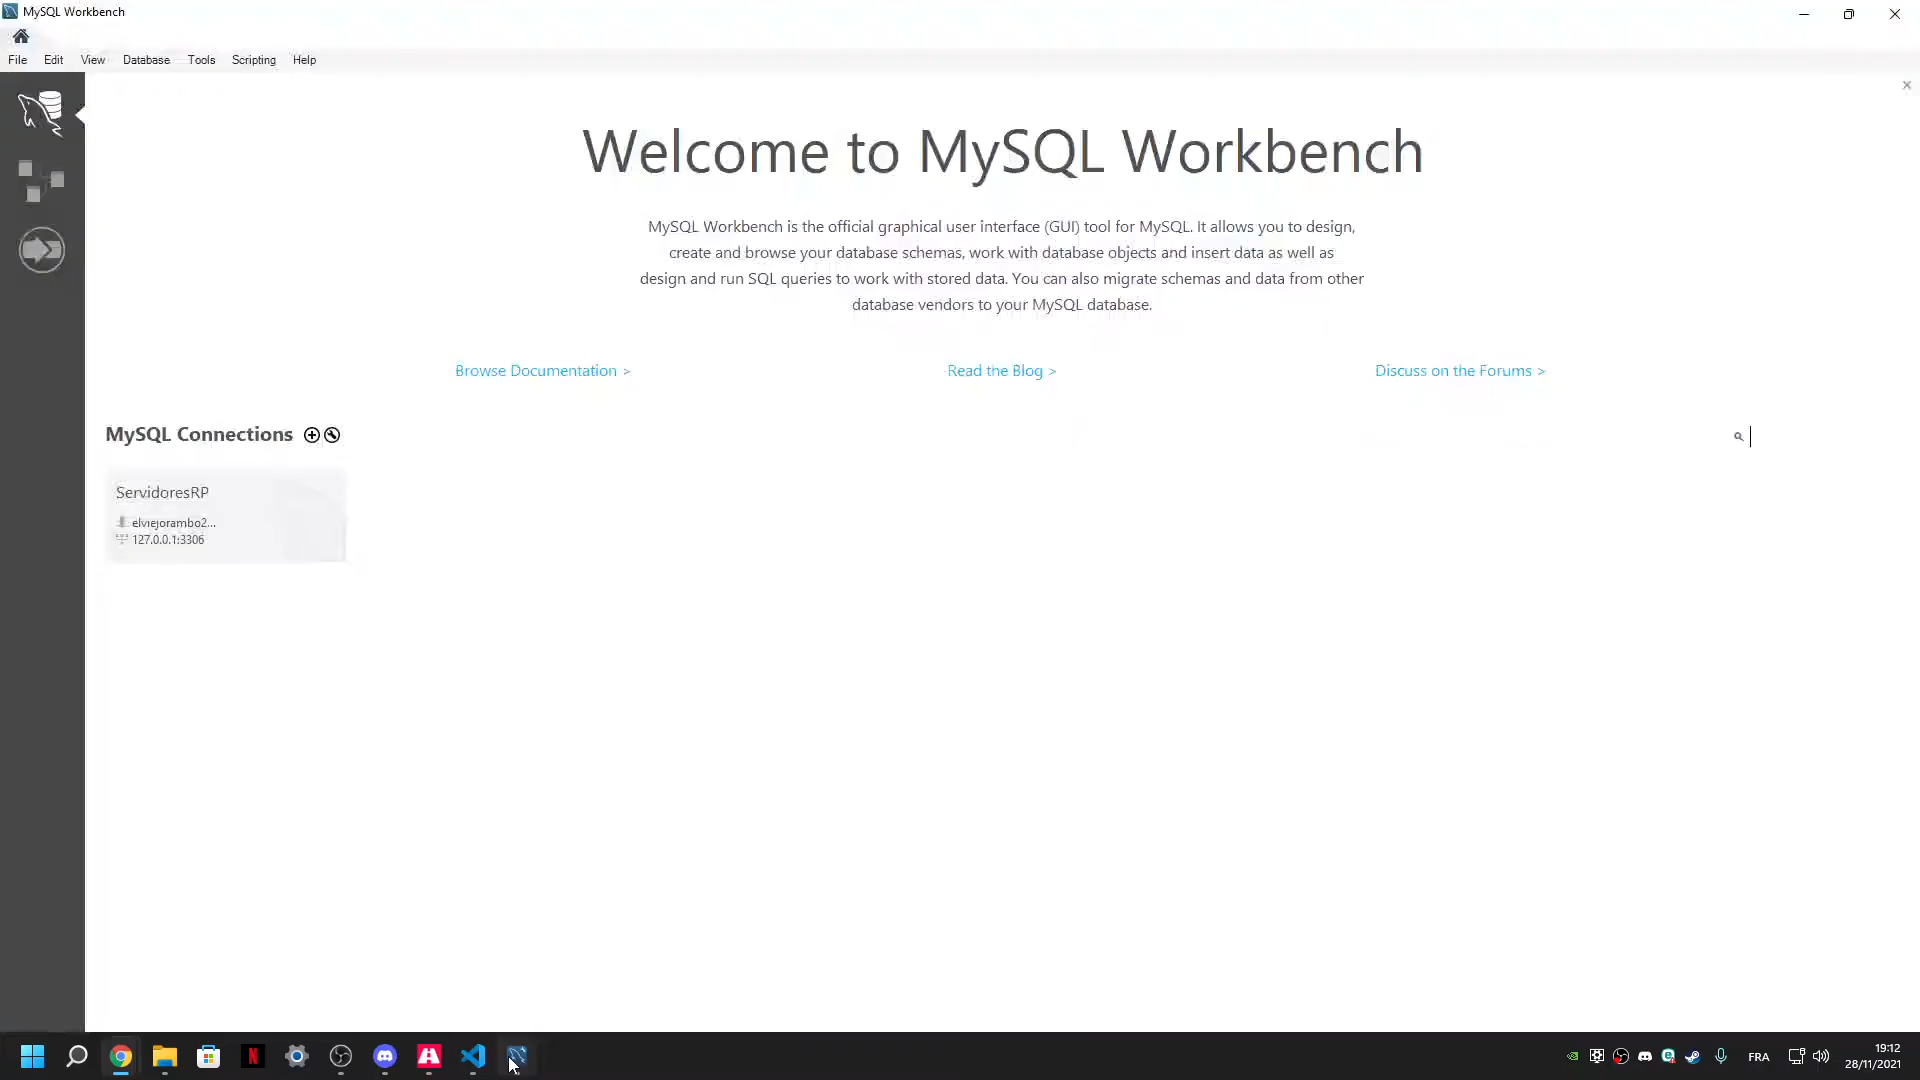 MySQL Workbench
File Edit View Database Tools Scripting Help
Welcome to MySQL Workbench
MySQL Workbench is the official graphical user interface (GUI) tool for MySQL. It allows you to design,
create and browse your database schemas, work with database objects and insert data as well as
design and run SQL queries to work with stored data. You can also migrate schemas and data from other
database vendors to your MySQL database.
Browse Documentation > Read the Blog > Discuss on the Forums >
MySQL Connections
ServidoresRP
elviejorambo2...
127.0.0.1:3306
FRA
19:12
28/11/2021